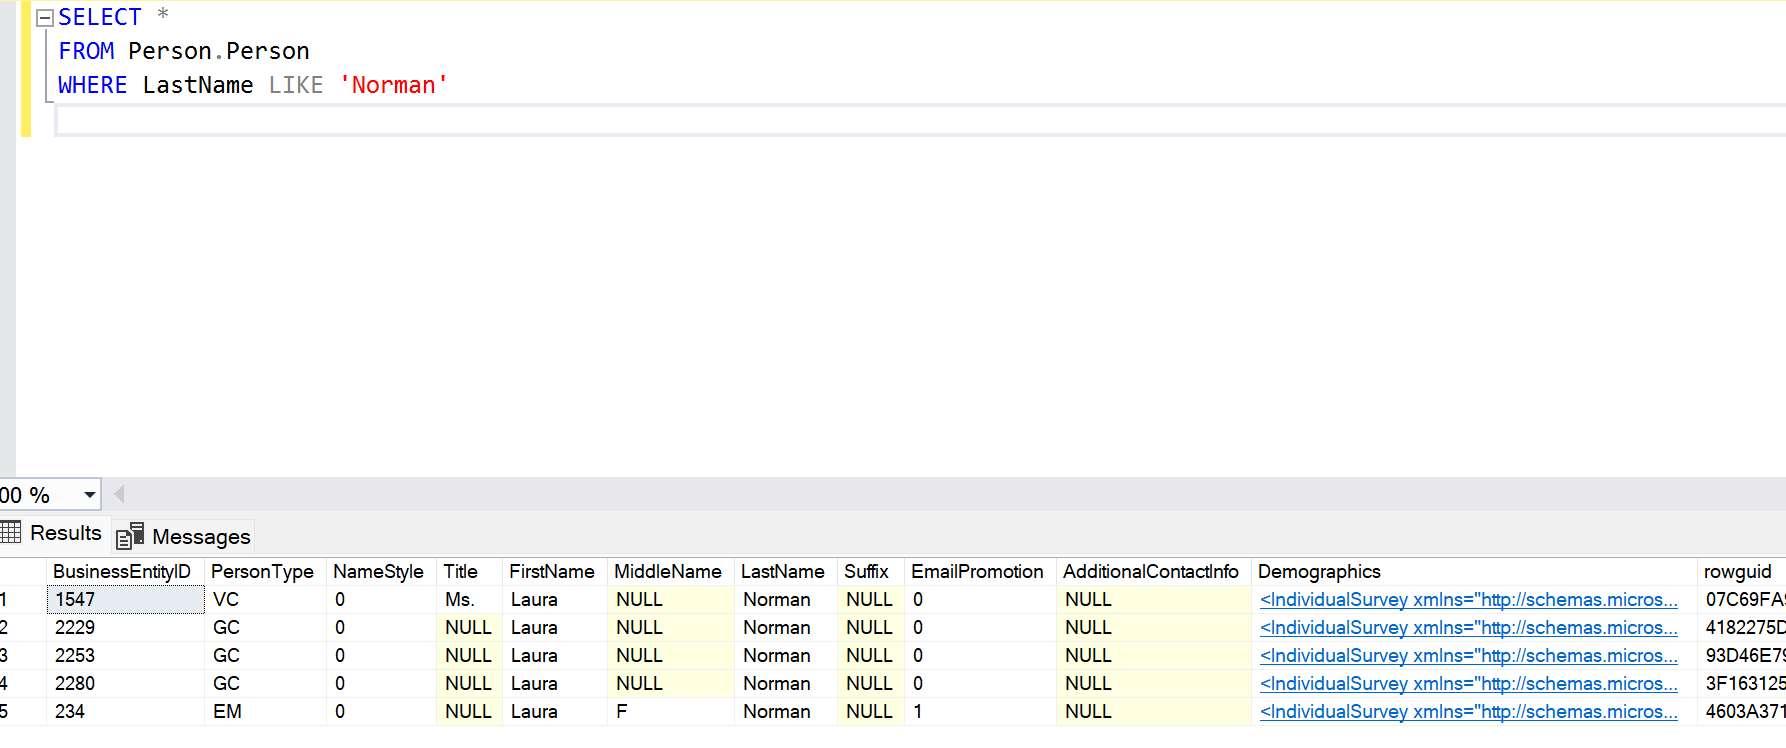 SELECT *
FROM Person.Person
WHERE LastName LIKE 'Norman'
00 %
Results Messages
BusinessEntityID PersonType NameStyle Title FirstName MiddleName LastName Suffix EmailPromotion AdditionalContactInfo Demographics rowguid
1 1547 VC 0 Ms. Laura NULL Norman NULL 0 NULL <IndividualSurvey xmlns="http://schemas.micros... 07C69FA9
2 2229 GC 0 NULL Laura NULL Norman NULL 0 NULL <IndividualSurvey xmlns="http://schemas.micros... 4182275D
3 2253 GC 0 NULL Laura NULL Norman NULL 0 NULL <IndividualSurvey xmlns="http://schemas.micros... 93D46E79
4 2280 GC 0 NULL Laura NULL Norman NULL 0 NULL <IndividualSurvey xmlns="http://schemas.micros... 3F163125
5 234 EM 0 NULL Laura F Norman NULL 1 NULL <IndividualSurvey xmlns="http://schemas.micros... 4603A371